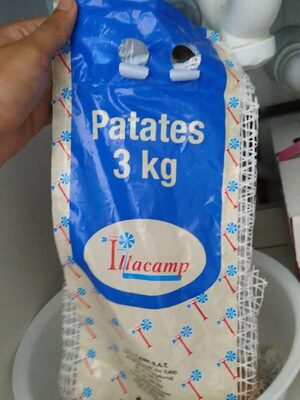 Patates
3 kg
Illacamp
S.A.T.